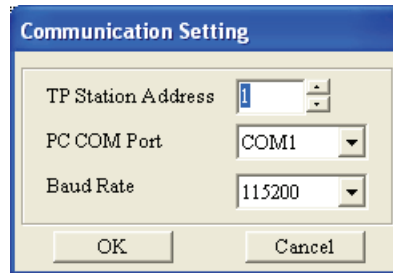 Communication Setting
TP Station Address 1
PC COM Port COM1
Baud Rate 115200
OK Cancel